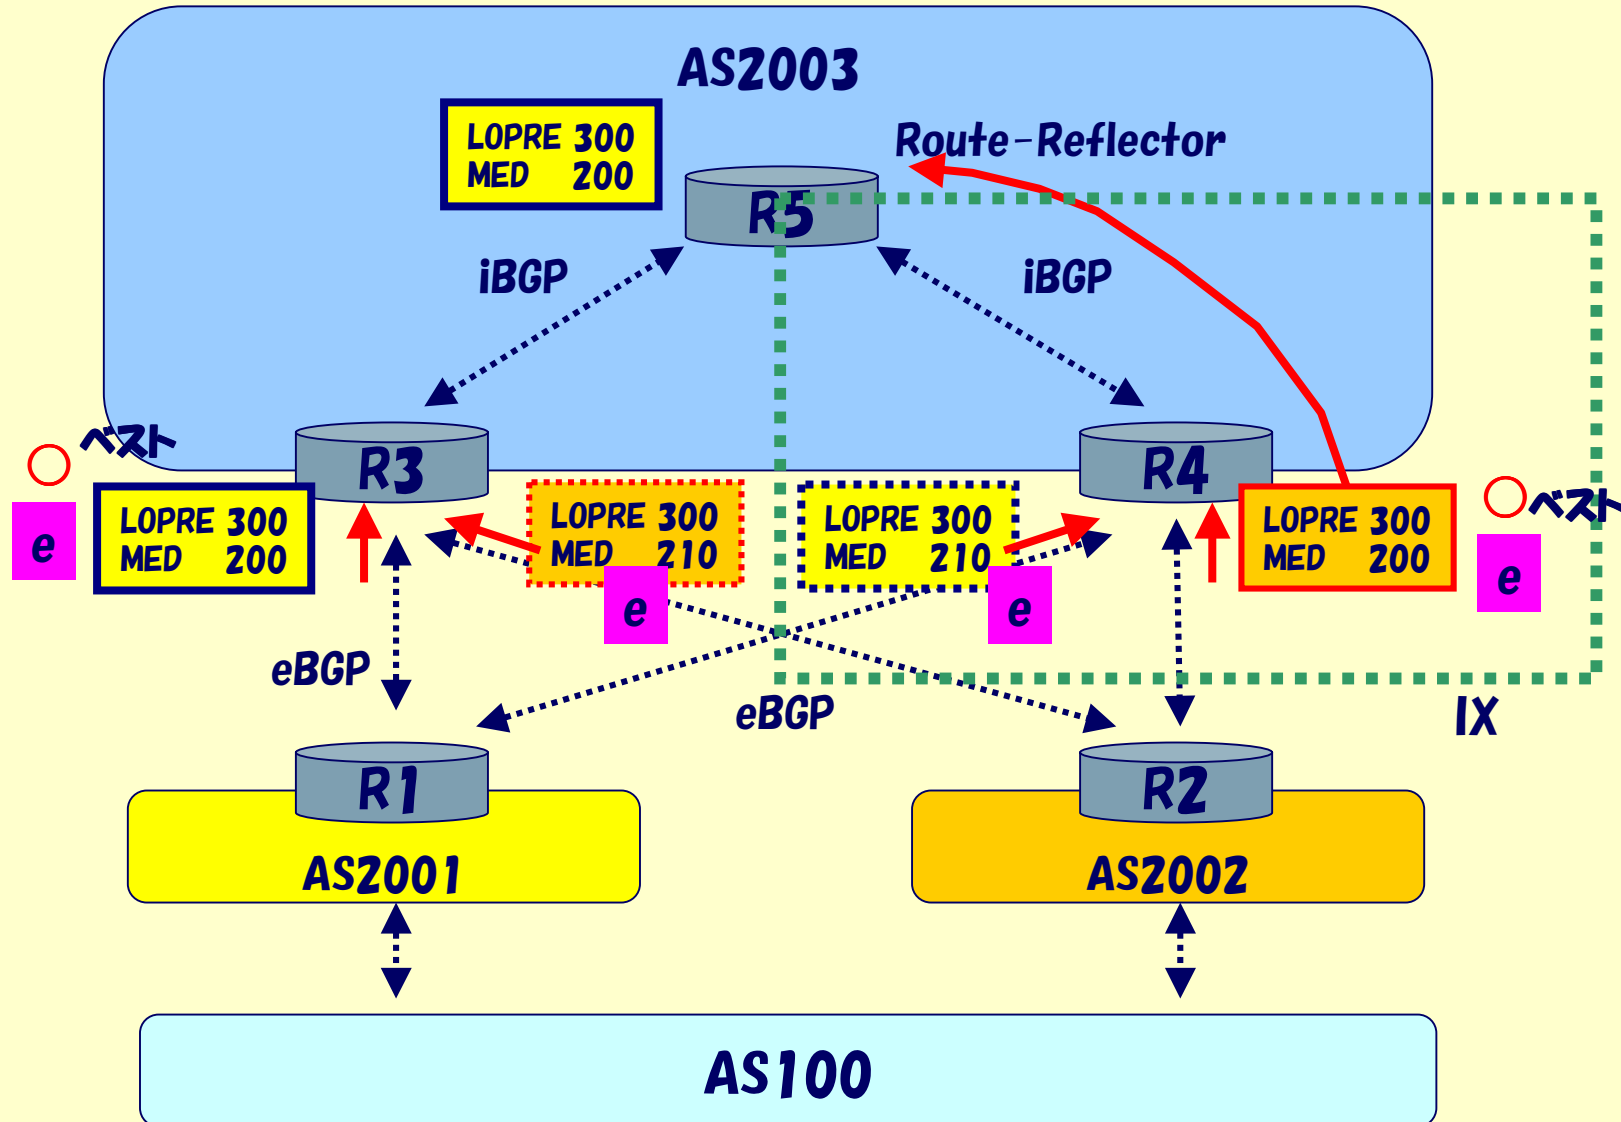 AS2003
LOPRE 300
MED 200
Route-Reflector
R5
iBGP
iBGP
ベスト
R3
R4
ベスト
e
LOPRE 300
MED 200
LOPRE 300
MED 210
e
LOPRE 300
MED 210
e
LOPRE 300
MED 200
e
eBGP
eBGP
IX
R1
R2
AS2001
AS2002
AS100